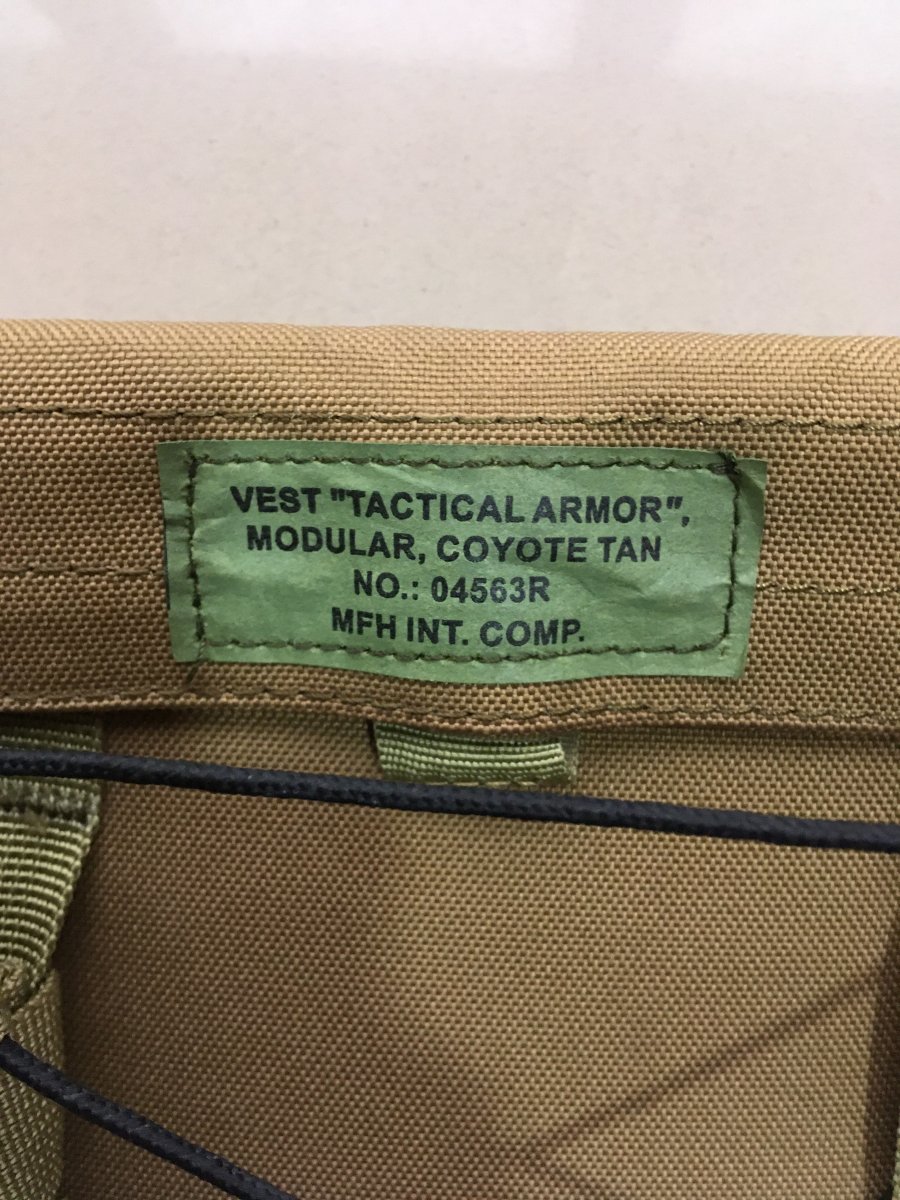 VEST "TACTICAL ARMOR",
MODULAR, COYOTE TAN
NO.: 04563R
MFH INT. COMP.